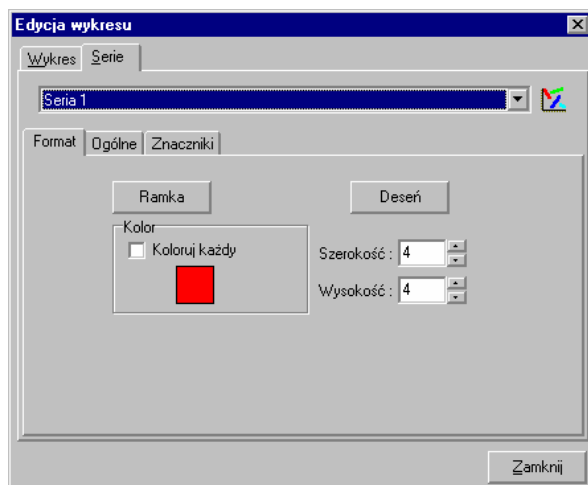 Edycja wykresu
Wykres Serie
Seria 1
Format Ogólne Znaczniki
Ramka Deseń
Kolor
Koloruj każdy
Szerokość : 4
Wysokość : 4
Zamknij